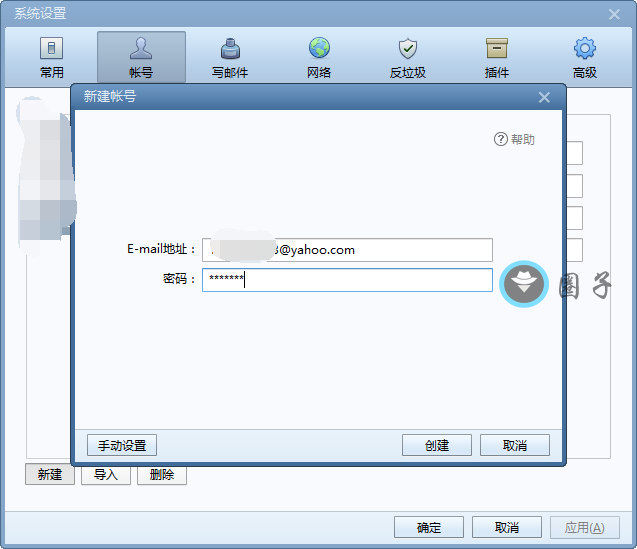 系统设置
常用 帐号 写邮件 网络 反垃圾 插件 高级
新建帐号
帮助
E-mail地址： 3@yahoo.com
密码： *******
圈子
手动设置 创建 取消
新建 导入 删除
确定 取消 应用(A)